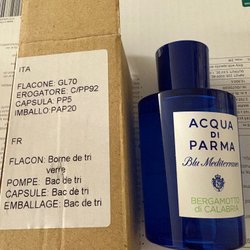 ITA
FLACONE: GL70
EROGATORE: C/PP92
CAPSULA: PP5
IMBALLO:PAP20
FR
FLACON: Borne de tri
verre
POMPE: Bac de tri
CAPSULE: Bac de tri
EMBALLAGE: Bac de tri
ACQUA
DI
PARMA
Blu Mediterraneo
BERGAMOTTO
di CALABRIA